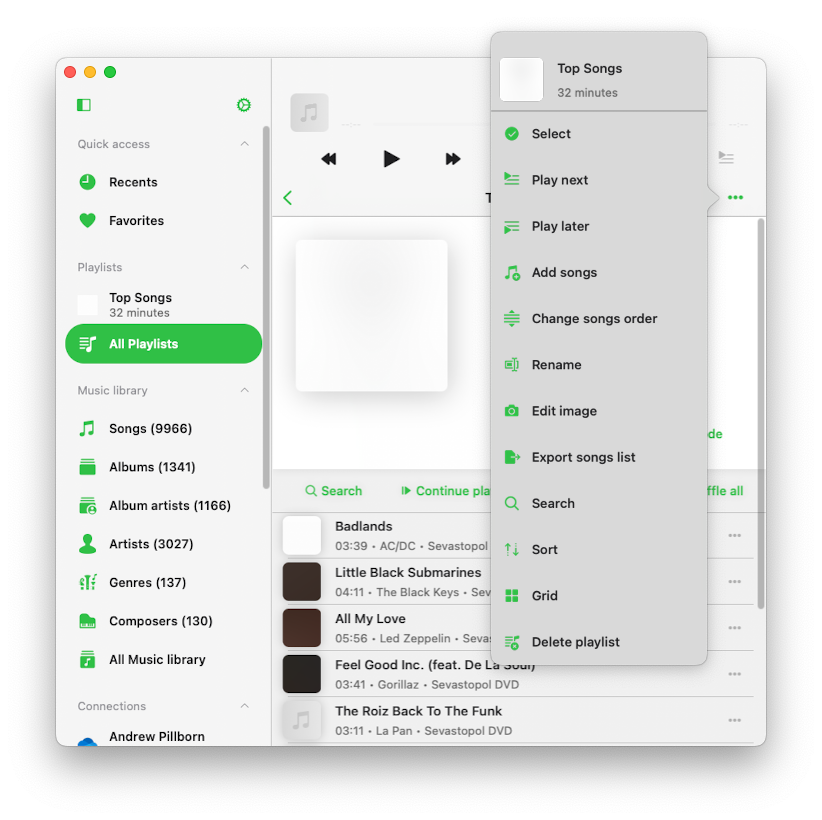 Quick access
Recents
Favorites
Playlists
Top Songs
32 minutes
All Playlists
Music library
Songs (9966)
Albums (1341)
Album artists (1166)
Artists (3027)
Genres (137)
Composers (130)
All Music library
Connections
Andrew Pillborn
Top Songs
32 minutes
Select
Play next
Play later
Add songs
Change songs order
Rename
Edit image
Export songs list
Search
Sort
Grid
Delete playlist
Search
Continue pla
ffle all
Badlands
03:39 • AC/DC • Sevastopol
Little Black Submarines
04:11 • The Black Keys • Sev
All My Love
05:56 • Led Zeppelin • Seva
Feel Good Inc. (feat. De La Soul)
03:41 • Gorillaz • Sevastopol DVD
The Roiz Back To The Funk
03:11 • La Pan • Sevastopol DVD